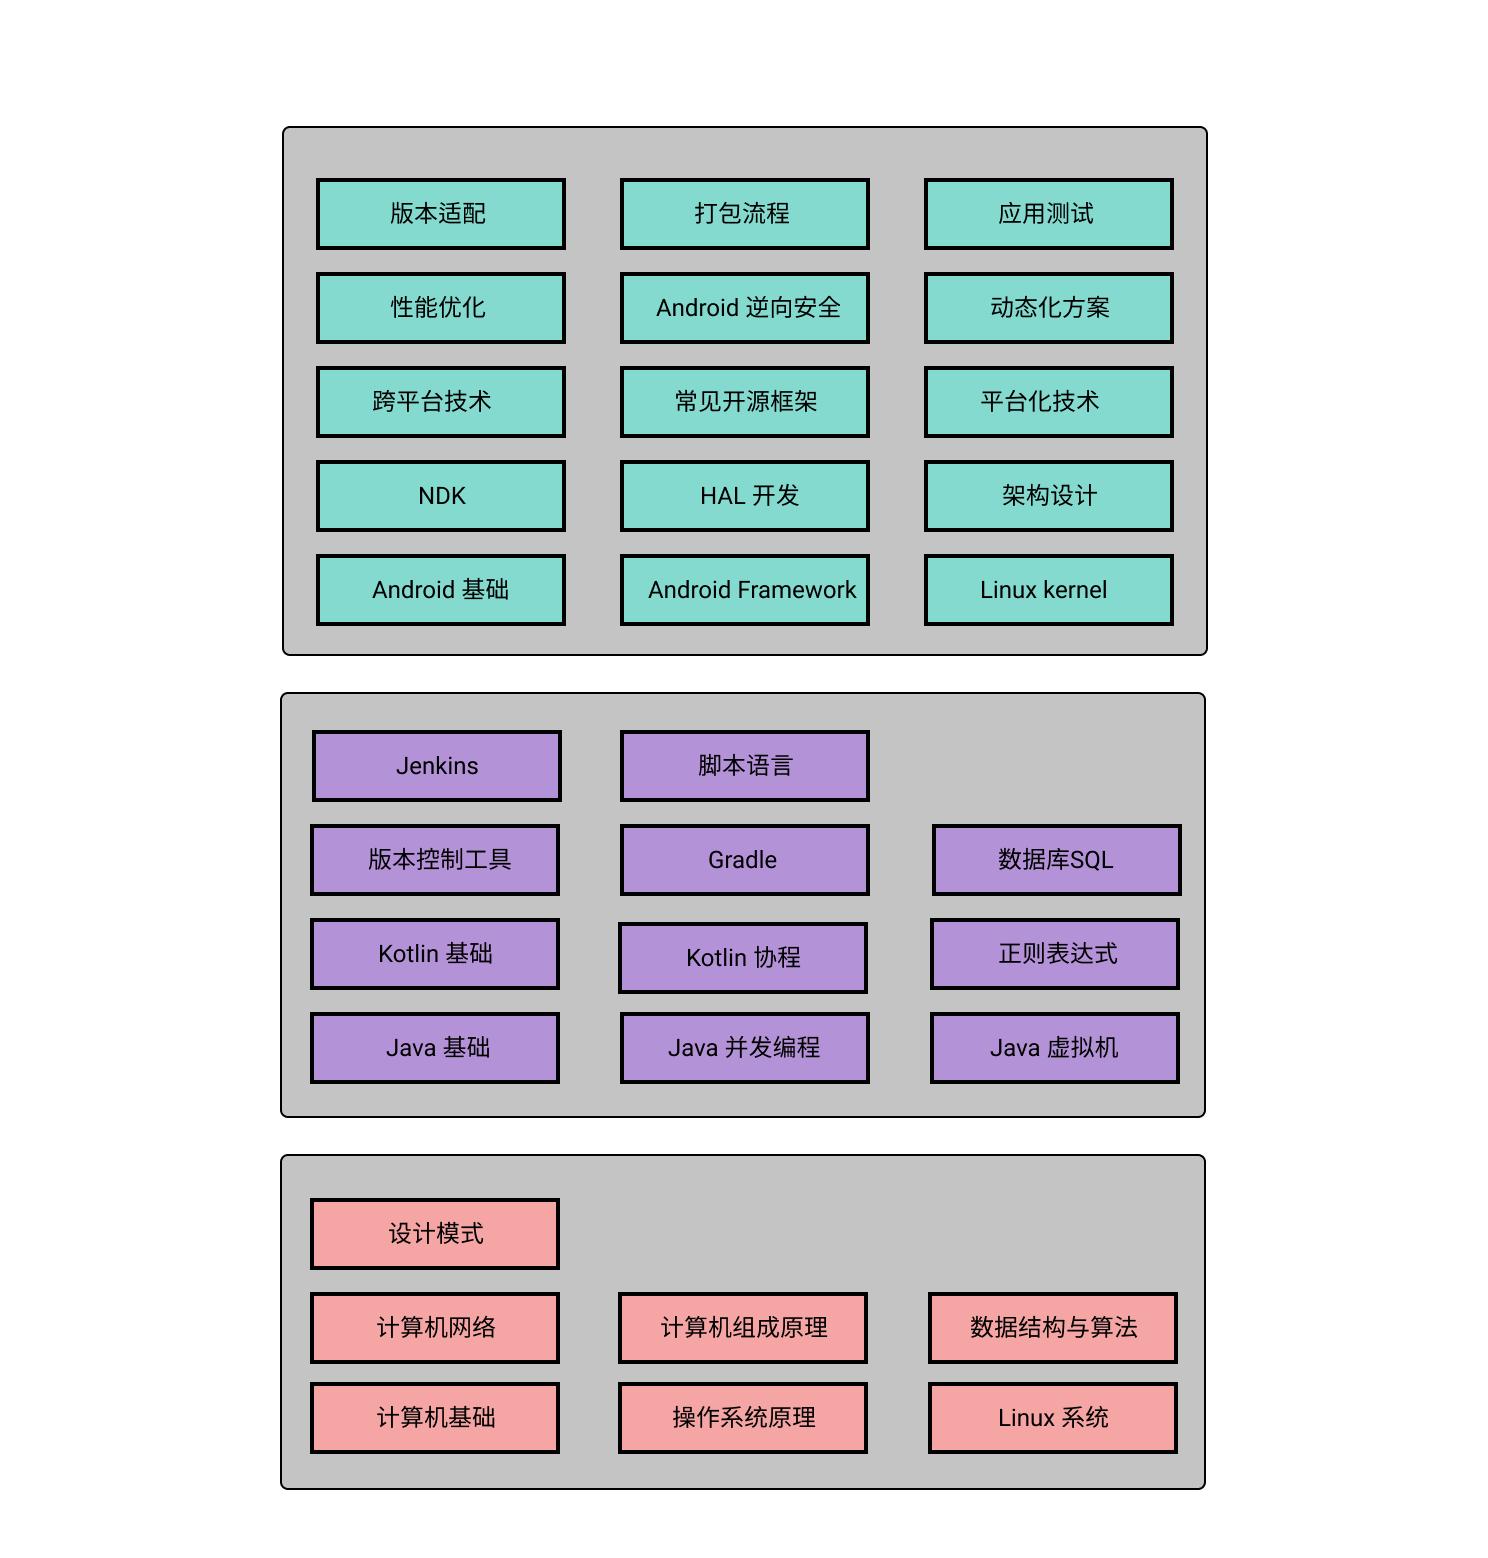 版本适配
打包流程
应用测试
性能优化
Android 逆向安全
动态化方案
跨平台技术
常见开源框架
平台化技术
NDK
HAL 开发
架构设计
Android 基础
Android Framework
Linux kernel
Jenkins
脚本语言
版本控制工具
Gradle
数据库SQL
Kotlin 基础
Kotlin 协程
正则表达式
Java 基础
Java 并发编程
Java 虚拟机
设计模式
计算机网络
计算机组成原理
数据结构与算法
计算机基础
操作系统原理
Linux 系统